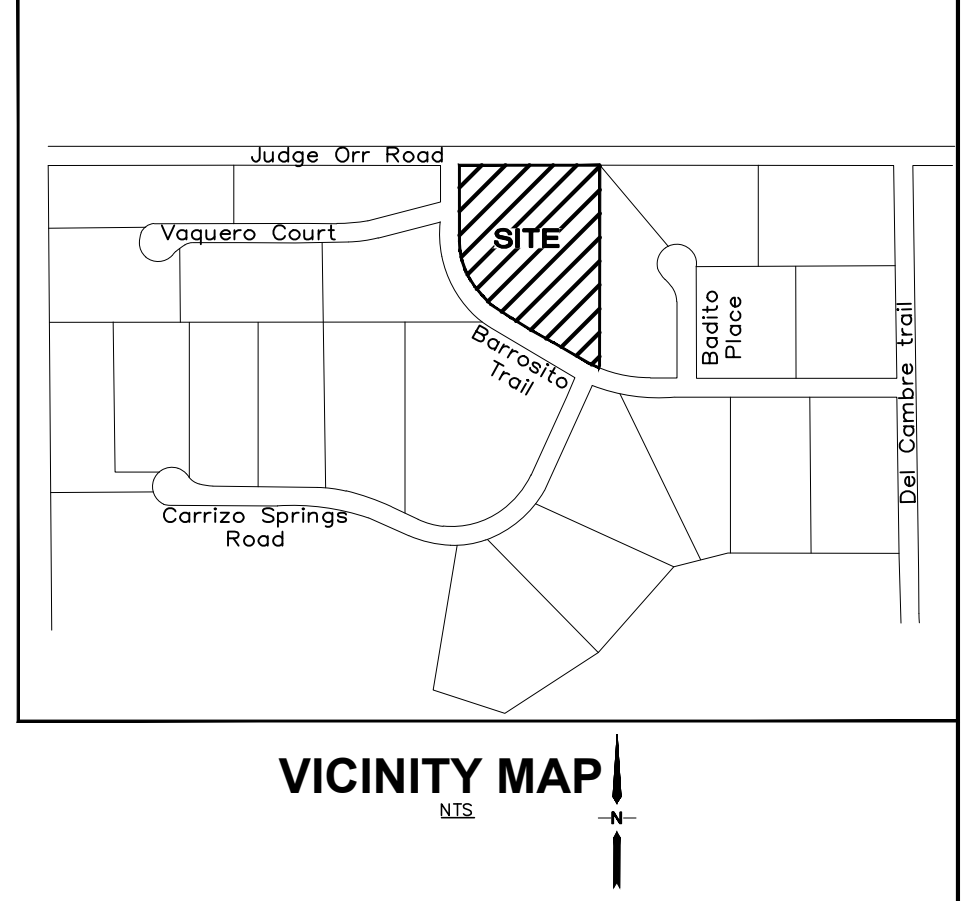 Judge Orr Road
Vaquero Court
SITE
Badito
Place
Barrosito
Trail
Del Cambre trail
Carrizo Springs
Road
VICINITY MAP
NTS
N